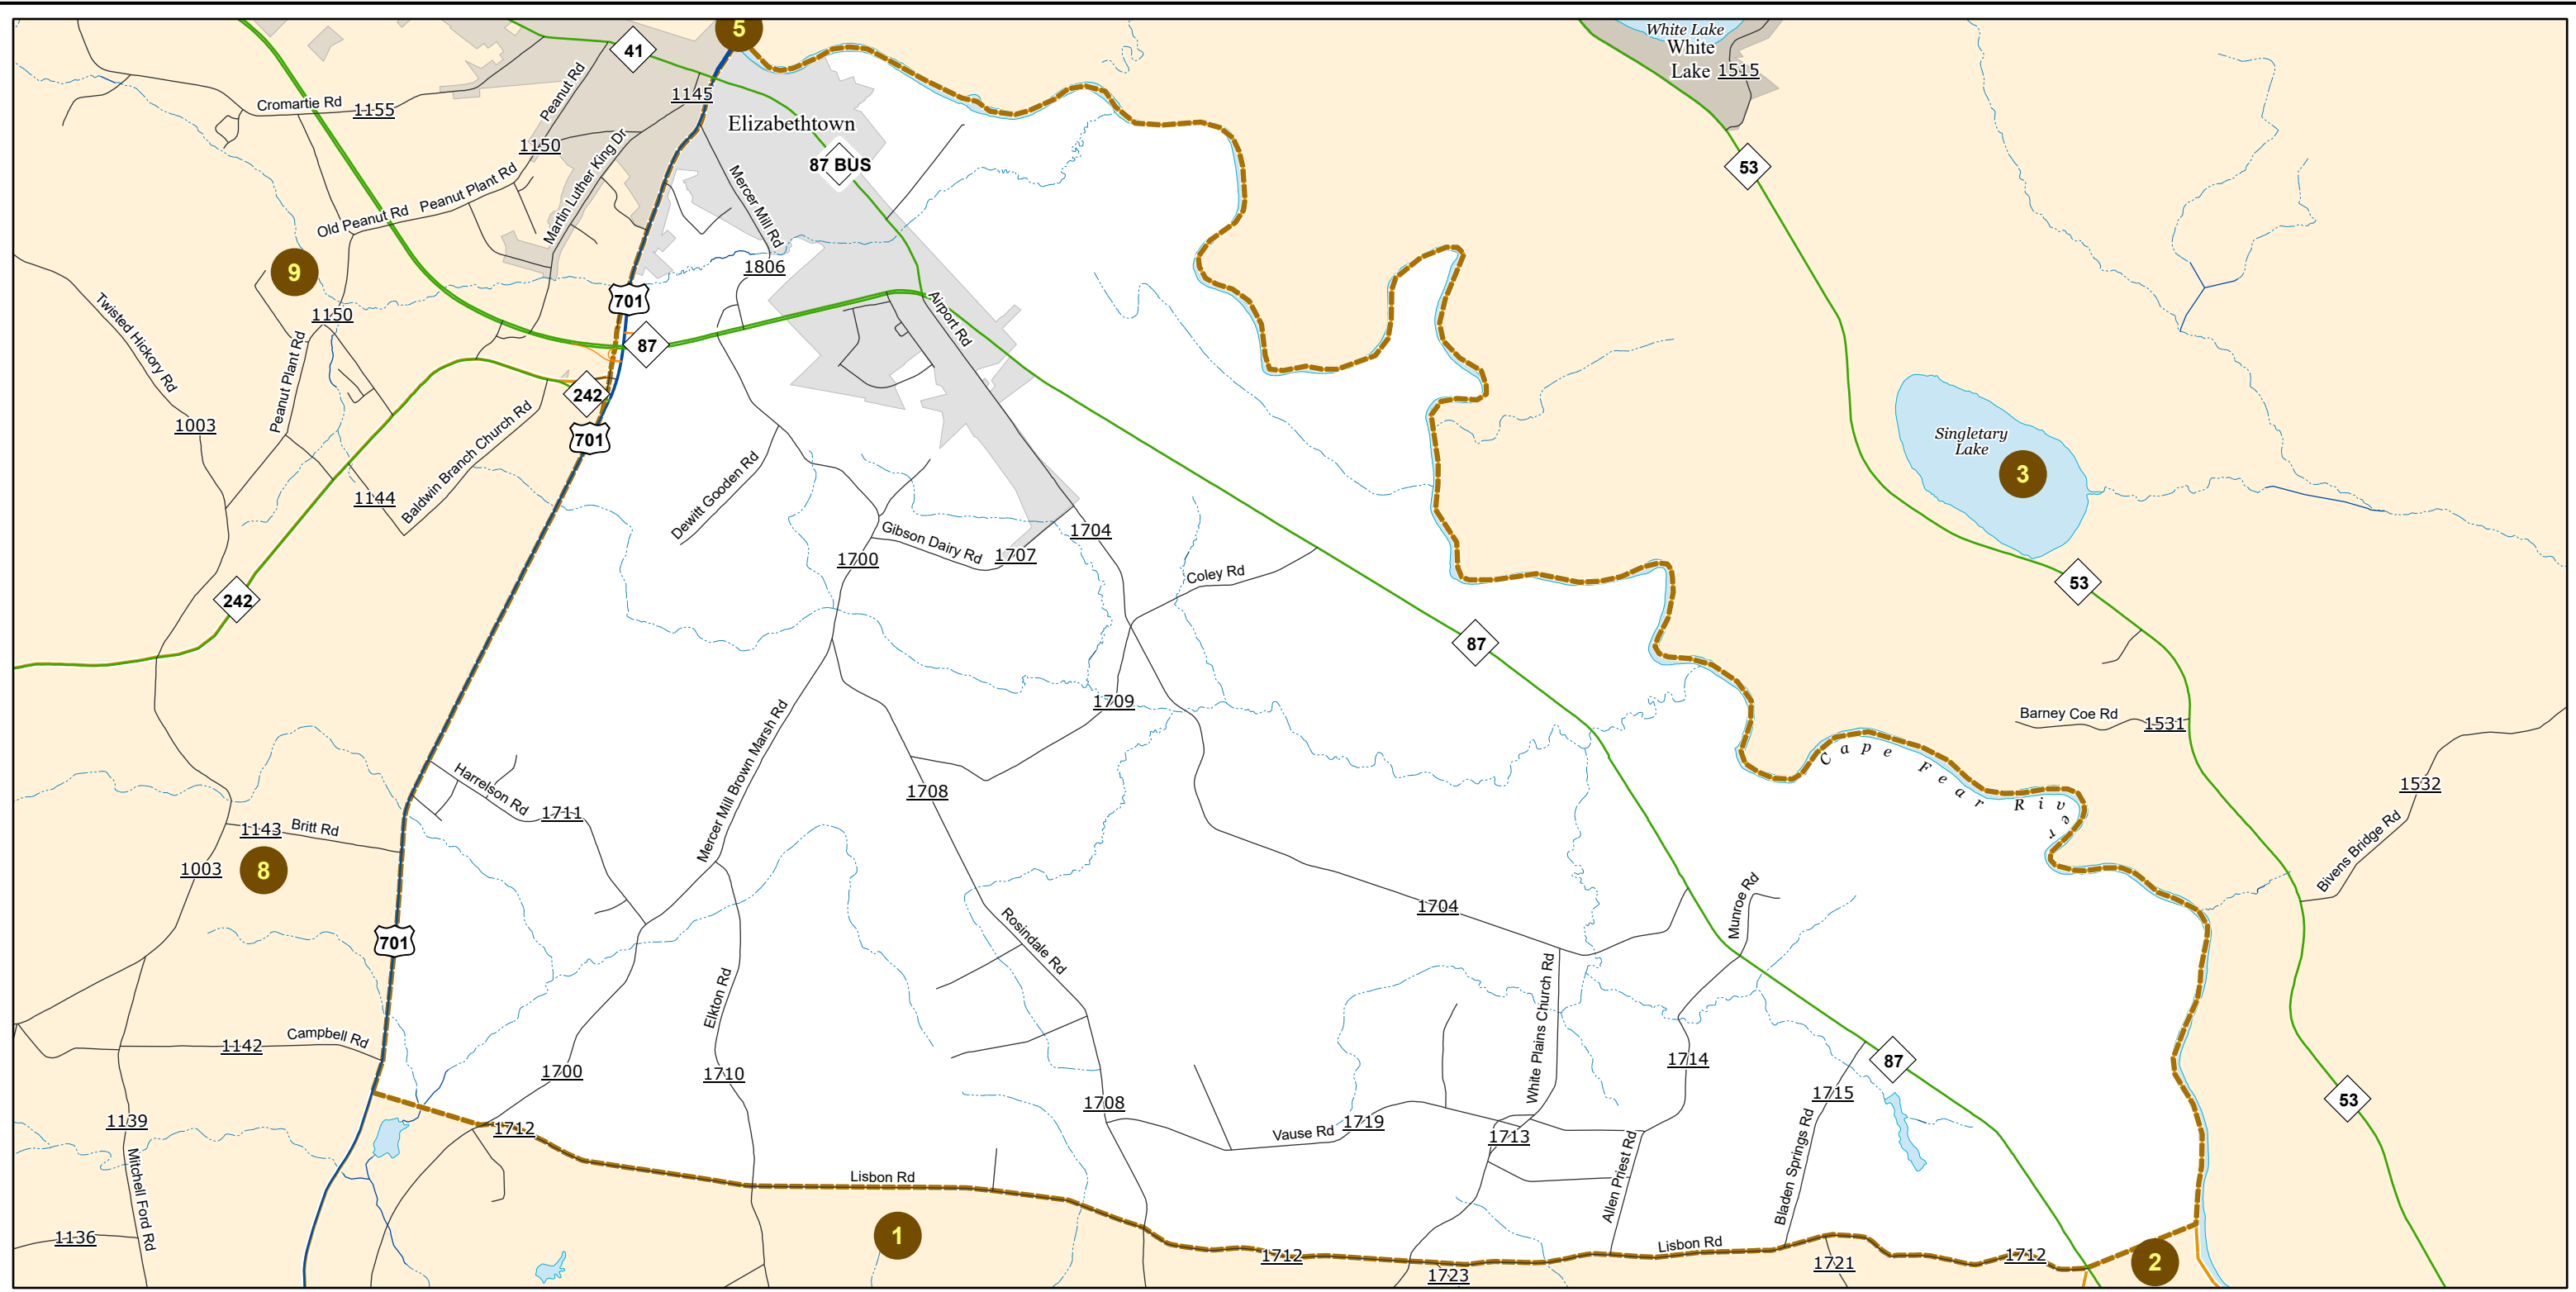 5
White Lake
White
Lake
1515
41
Peanut Rd
1145
Cromartie Rd
1155
Elizabethtown
1150
Martin Luther King Dr
87 BUS
53
Mercer Mill Rd
Peanut Plant Rd
Old Peanut Rd
9
1806
701
Twisted Hickory Rd
1150
Airport Rd
87
Peanut Plant Rd
242
1003
Baldwin Branch Church Rd
701
Singletary
Lake
3
1144
Dewitt Gooden Rd
Gibson Dairy Rd
1707
1704
1700
Coley Rd
53
242
87
1709
Barney Coe Rd
1531
Mercer Mill Brown Marsh Rd
Cape Fear River
Harrelson Rd
1711
1708
1532
Bivens Bridge Rd
1143
Britt Rd
8
1003
1704
Munroe Rd
701
Rosindale Rd
Elkton Rd
White Plains Church Rd
1142
Campbell Rd
1700
1710
1714
87
1715
53
1708
1139
1712
Vause Rd
1719
1713
Mitchell Ford Rd
Lisbon Rd
Allen Priest Rd
Bladen Springs Rd
1
1136
1712
Lisbon Rd
1723
1721
1712
2